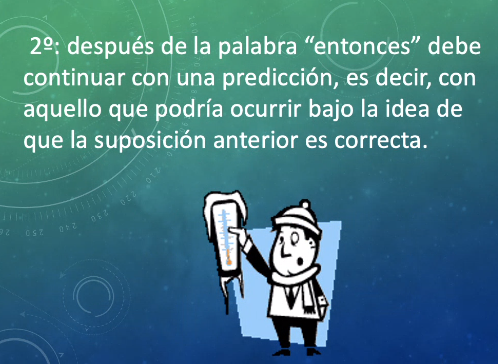 2º: después de la palabra “entonces” debe
continuar con una predicción, es decir, con
aquello que podría ocurrir bajo la idea de
que la suposición anterior es correcta.